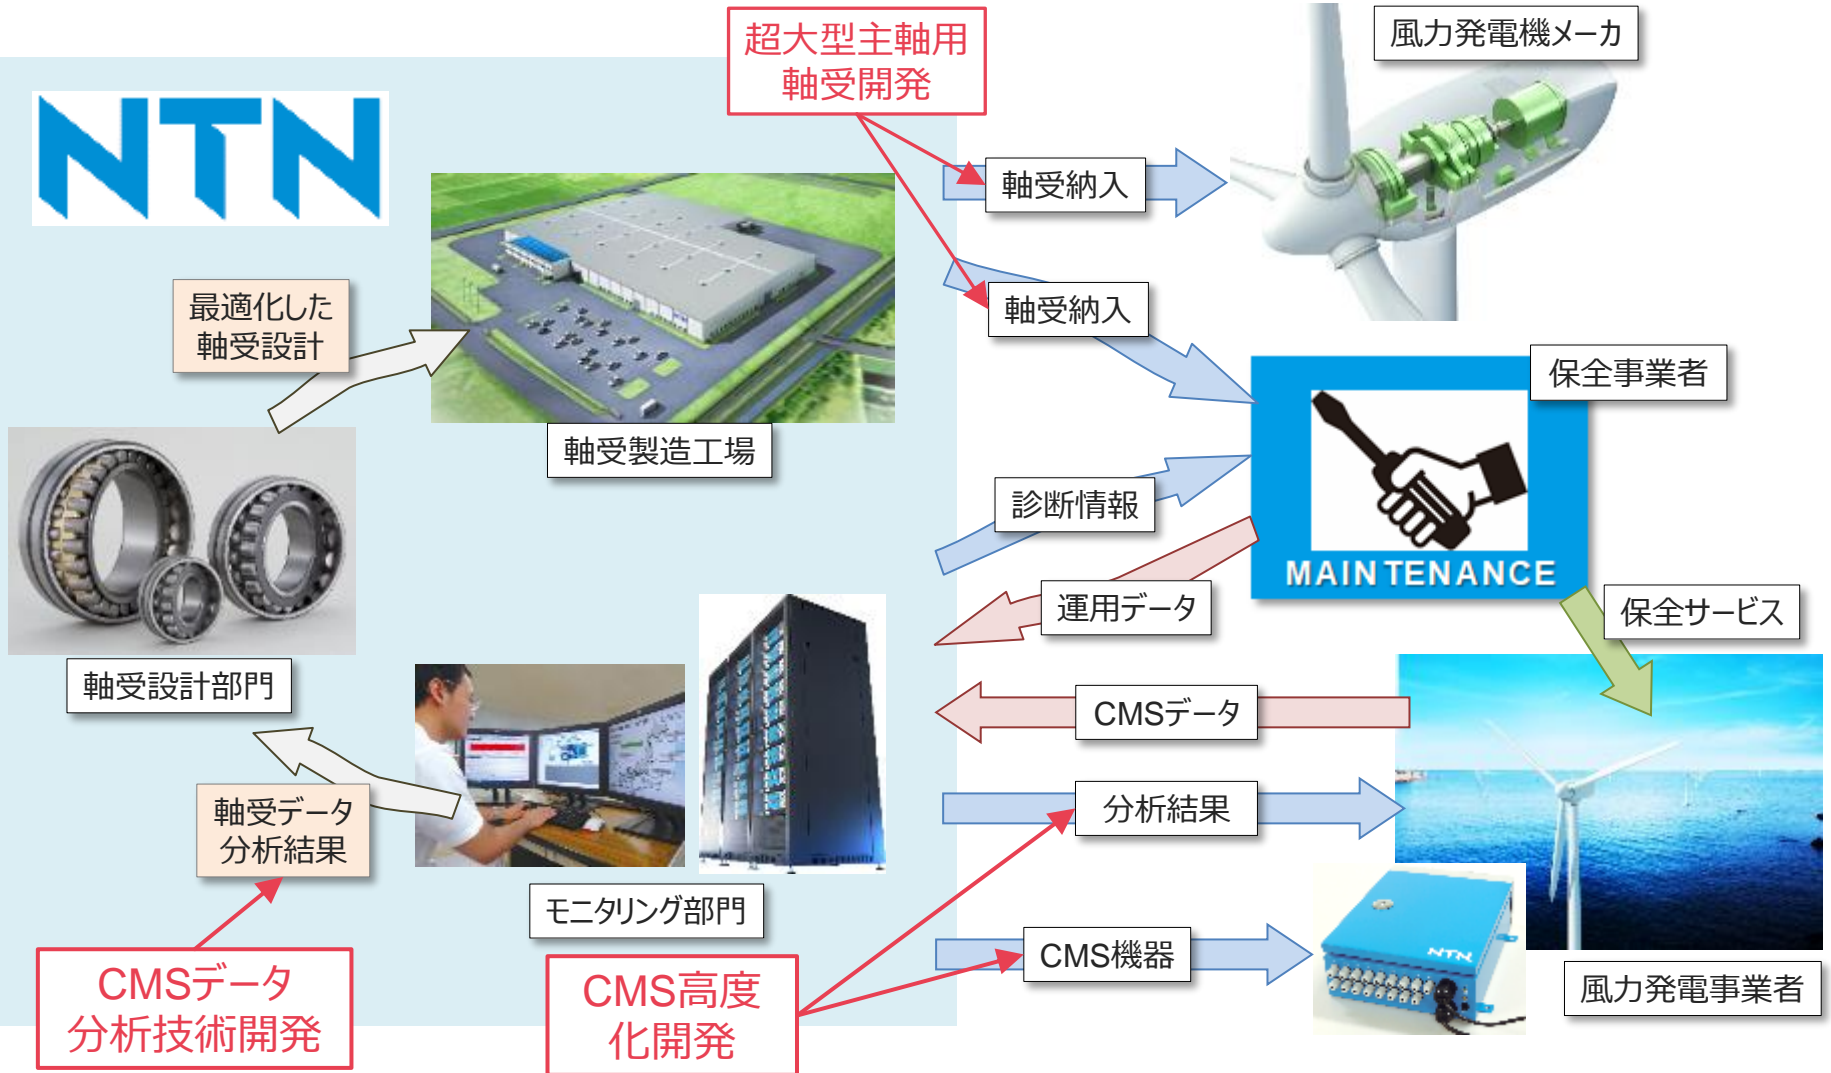 超大型主軸用
軸受開発
風力発電機メーカ
NTN
軸受納入
最適化した
軸受設計
軸受納入
保全事業者
軸受製造工場
診断情報
MAINTENANCE
運用データ
保全サービス
軸受設計部門
CMSデータ
軸受データ
分析結果
分析結果
モニタリング部門
CMS機器
NTN
CMSデータ
分析技術開発
CMS高度
化開発
風力発電事業者